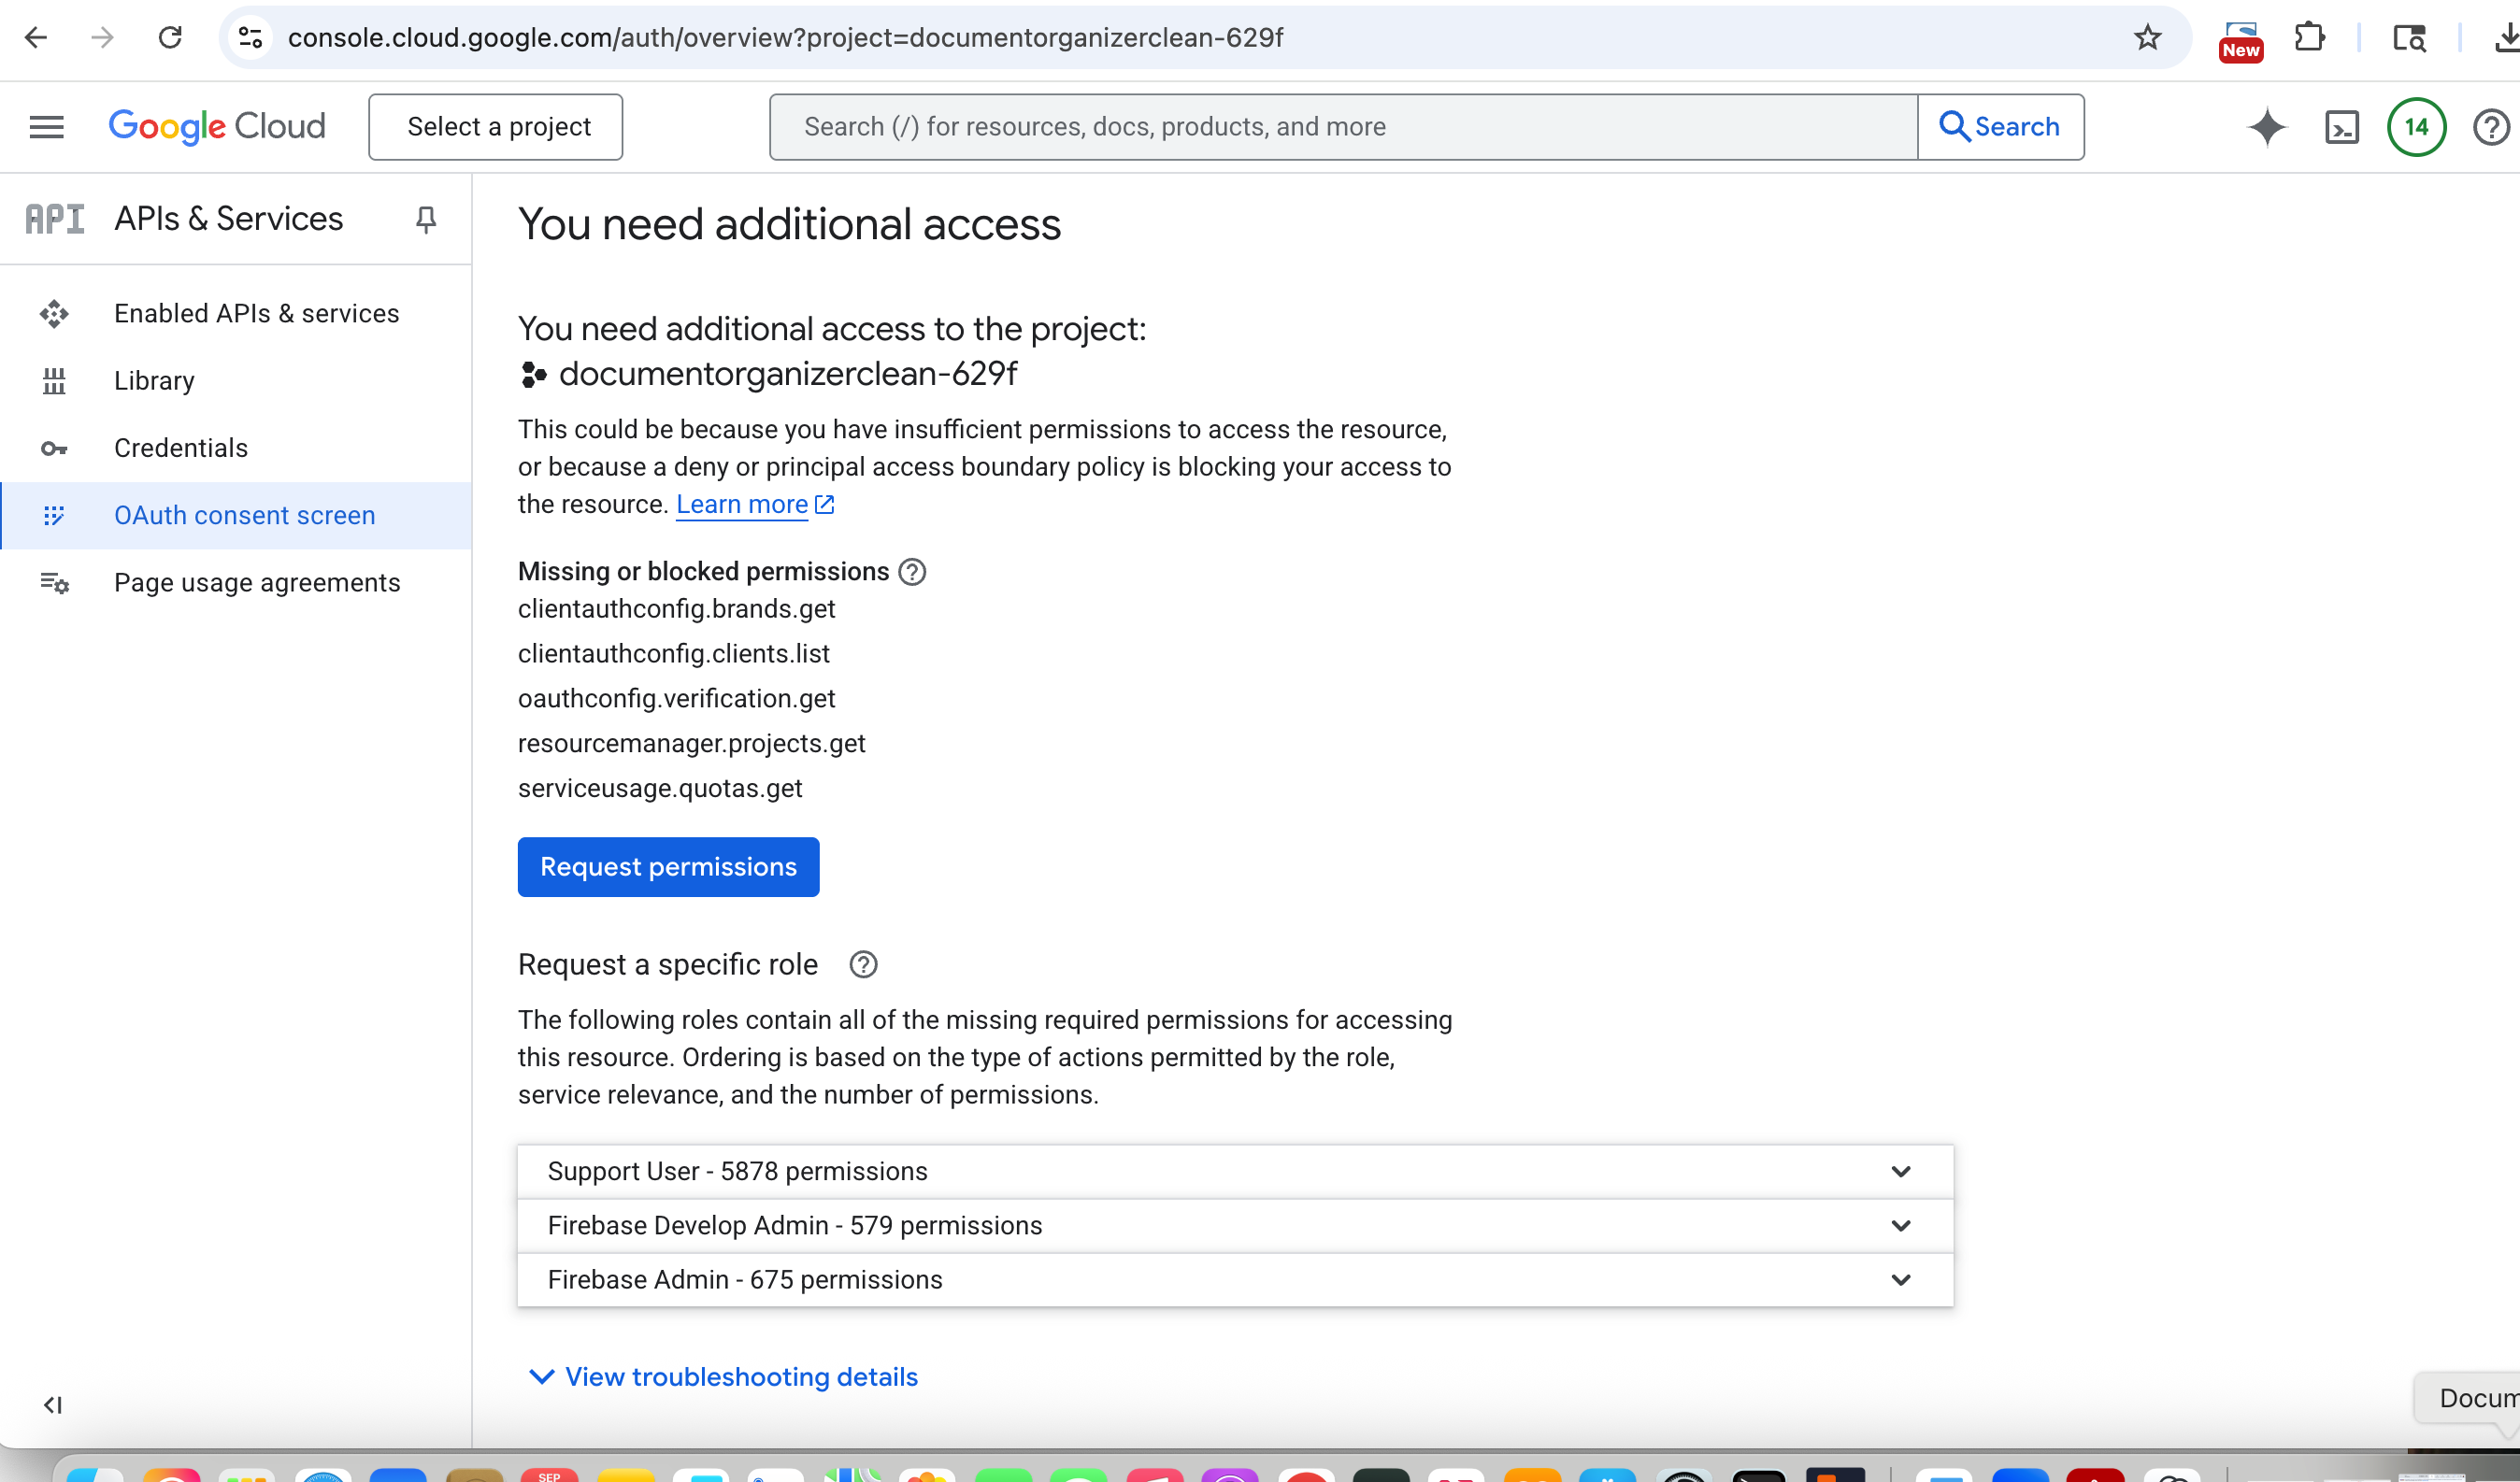 console.cloud.google.com/auth/overview?project=documentorganizerclean-629f
New
Google Cloud
Select a project
Search (/) for resources, docs, products, and more
Search
14
API
APIs & Services
Enabled APIs & services
Library
Credentials
OAuth consent screen
Page usage agreements
You need additional access
You need additional access to the project:
documentorganizerclean-629f
This could be because you have insufficient permissions to access the resource,
or because a deny or principal access boundary policy is blocking your access to
the resource. Learn more
Missing or blocked permissions
clientauthconfig.brands.get
clientauthconfig.clients.list
oauthconfig.verification.get
resourcemanager.projects.get
serviceusage.quotas.get
Request permissions
Request a specific role
The following roles contain all of the missing required permissions for accessing
this resource. Ordering is based on the type of actions permitted by the role,
service relevance, and the number of permissions.
Support User - 5878 permissions
Firebase Develop Admin - 579 permissions
Firebase Admin - 675 permissions
View troubleshooting details
Docum
SEP